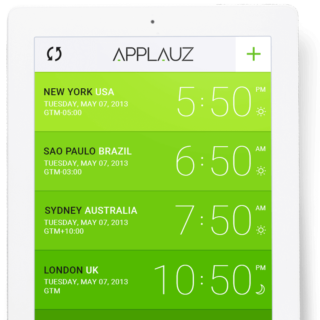 APPLAUZ
NEW YORK USA
TUESDAY, MAY 07, 2013
GTM-05:00
5:50 PM
SAO PAULO BRAZIL
TUESDAY, MAY 07, 2013
GTM-03:00
6:50 AM
SYDNEY AUSTRALIA
TUESDAY, MAY 07, 2013
GTM+10:00
7:50 AM
LONDON UK
TUESDAY, MAY 07, 2013
GTM
10:50 PM